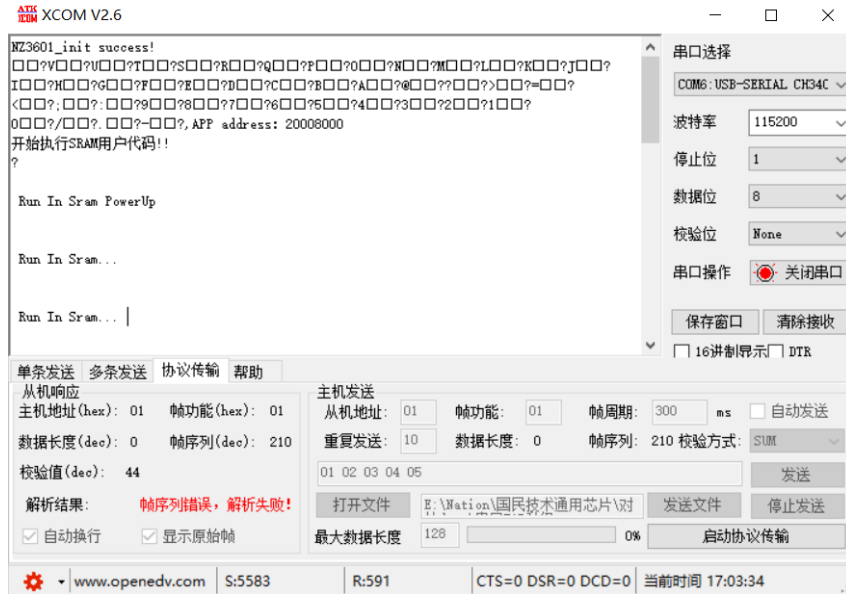 XCOM V2.6
NZ3601_init success!
□□?V□□?U□□?T□□?S□□?R□□?Q□□?P□□?O□□?N□□?M□□?L□□?K□□?J□□?
I□□?H□□?G□□?F□□?E□□?D□□?C□□?B□□?A□□?@□□??□□?>□□?=□□?
<□□?;□□?:□□?9□□?8□□?7□□?6□□?5□□?4□□?3□□?2□□?1□□?
0□□?/□□?.□□?-□□?,APP address: 20008000
开始执行SRAM用户代码!!
?
Run In Sram PowerUp
Run In Sram...
Run In Sram...
串口选择
COM6:USB-SERIAL CH340
波特率 115200
停止位 1
数据位 8
校验位 None
串口操作 关闭串口
保存窗口 清除接收
16进制显示 DTR
单条发送 多条发送 协议传输 帮助
从机响应
主机地址(hex): 01 帧功能(hex): 01
数据长度(dec): 0 帧序列(dec): 210
校验值(dec): 44
解析结果: 帧序列错误，解析失败!
自动换行 显示原始帧
主机发送
从机地址: 01 帧功能: 01 帧周期: 300 ms 自动发送
重复发送: 10 数据长度: 0 帧序列: 210 校验方式: SUM
01 02 03 04 05 发送
打开文件 E:\Nation\国民技术通用芯片\对 发送文件 停止发送
最大数据长度 128 0% 启动协议传输
www.openedv.com S:5583 R:591 CTS=0 DSR=0 DCD=0 当前时间 17:03:34